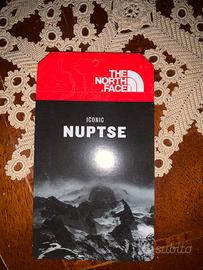 THE
NORTH
FACE
ICONIC
NUPTSE
subito